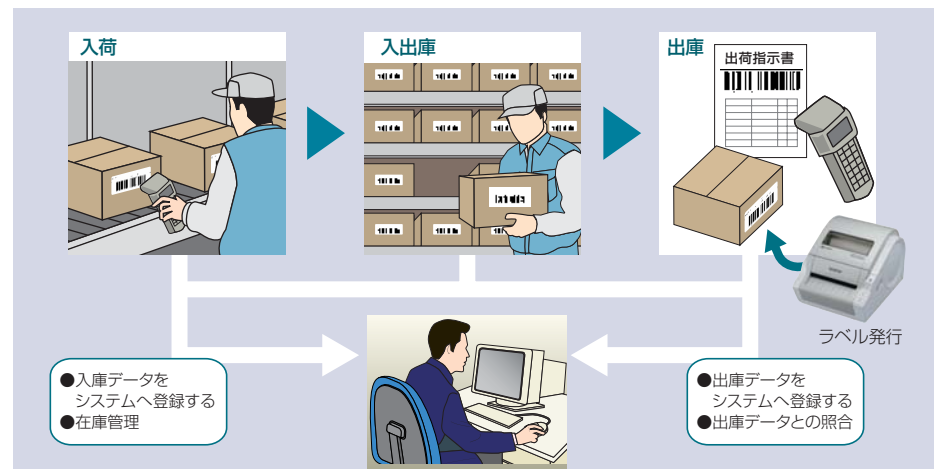 入荷
入出庫
出庫
出荷指示書
ラベル発行
●入庫データを
システムへ登録する
●在庫管理
●出庫データを
システムへ登録する
●出庫データとの照合